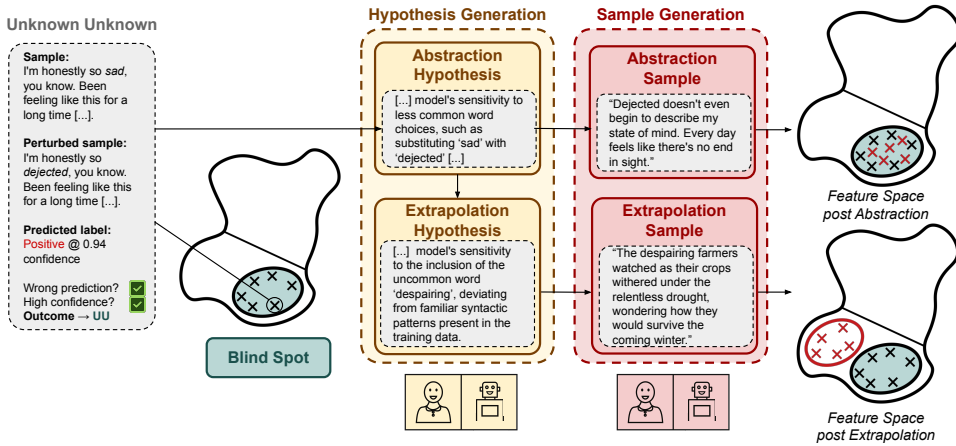 Unknown Unknown
Sample:
I'm honestly so sad,
you know. Been
feeling like this for a
long time [...].
Perturbed sample:
I'm honestly so
dejected, you know.
Been feeling like this
for a long time [...].
Predicted label:
Positive @ 0.94
confidence
Wrong prediction?
High confidence?
Outcome → UU
Blind Spot
Hypothesis Generation
Abstraction
Hypothesis
[...] model's sensitivity to
less common word
choices, such as
substituting 'sad' with
'dejected' [...]
Extrapolation
Hypothesis
[...] model's sensitivity
to the inclusion of the
uncommon word
'despairing', deviating
from familiar syntactic
patterns present in the
training data.
Sample Generation
Abstraction
Sample
“Dejected doesn't even
begin to describe my
state of mind. Every day
feels like there's no end
in sight.”
Extrapolation
Sample
"The despairing farmers
watched as their crops
withered under the
relentless drought,
wondering how they
would survive the
coming winter.”
Feature Space
post Abstraction
Feature Space
post Extrapolation